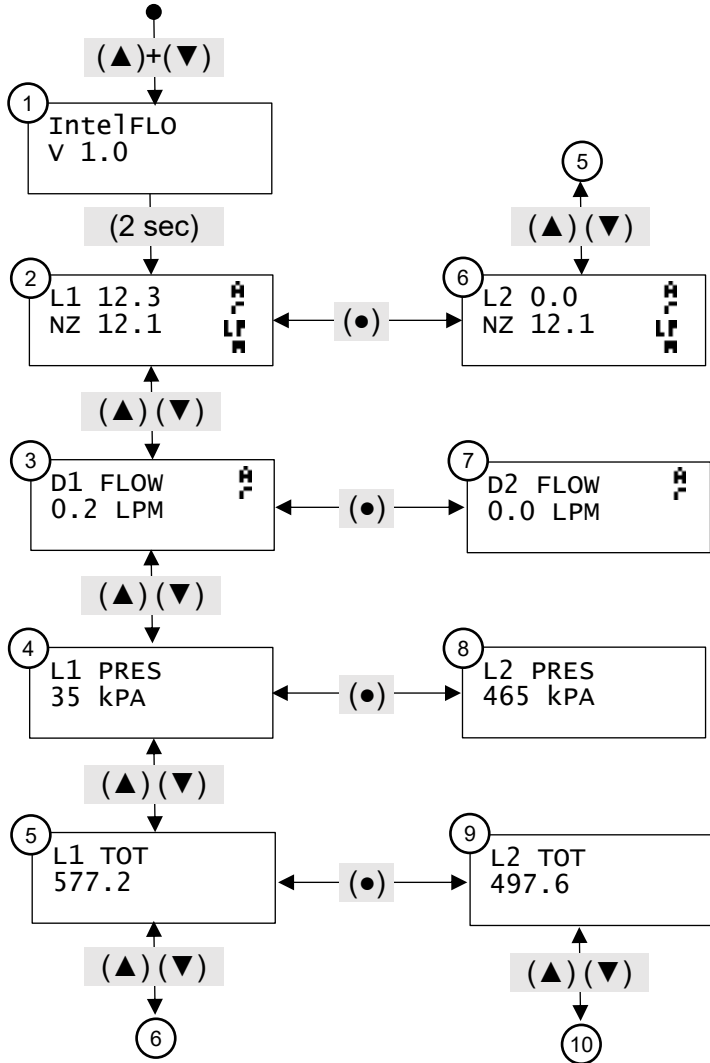 (▲)+(▼)
1
IntelFLO
V 1.0
(2 sec)
5
(▲)(▼)
2
L1 12.3
NZ 12.1
A
r
LP
M
(●)
6
L2 0.0
NZ 12.1
A
r
LP
M
(▲)(▼)
3
D1 FLOW
0.2 LPM
A
r
(●)
7
D2 FLOW
0.0 LPM
A
r
(▲)(▼)
4
L1 PRES
35 kPA
(●)
8
L2 PRES
465 kPA
(▲)(▼)
5
L1 TOT
577.2
(●)
9
L2 TOT
497.6
(▲)(▼)
6
(▲)(▼)
10